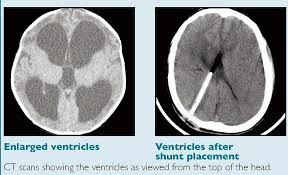 Enlarged ventricles
Ventricles after
shunt placement
CT scans showing the ventricles as viewed from the top of the head.